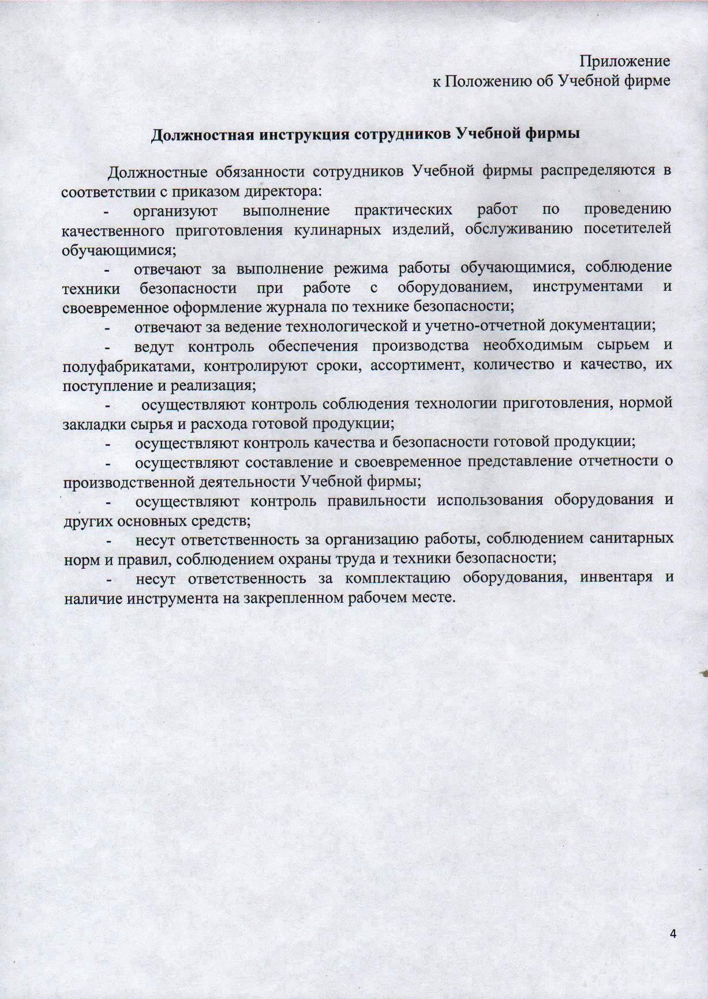 Приложение
к Положению об Учебной фирме
Должностная инструкция сотрудников Учебной фирмы
Должностные обязанности сотрудников Учебной фирмы распределяются в
соответствии с приказом директора:
- организуют выполнение практических работ по проведению
качественного приготовления кулинарных изделий, обслуживанию посетителей
обучающимися;
- отвечают за выполнение режима работы обучающимися, соблюдение
техники безопасности при работе с оборудованием, инструментами и
своевременное оформление журнала по технике безопасности;
- отвечают за ведение технологической и учетно-отчетной документации;
- ведут контроль обеспечения производства необходимым сырьем и
полуфабрикатами, контролируют сроки, ассортимент, количество и качество, их
поступление и реализация;
- осуществляют контроль соблюдения технологии приготовления, нормой
закладки сырья и расхода готовой продукции;
- осуществляют контроль качества и безопасности готовой продукции;
- осуществляют составление и своевременное представление отчетности о
производственной деятельности Учебной фирмы;
- осуществляют контроль правильности использования оборудования и
других основных средств;
- несут ответственность за организацию работы, соблюдением санитарных
норм и правил, соблюдением охраны труда и техники безопасности;
- несут ответственность за комплектацию оборудования, инвентаря и
наличие инструмента на закрепленном рабочем месте.
4